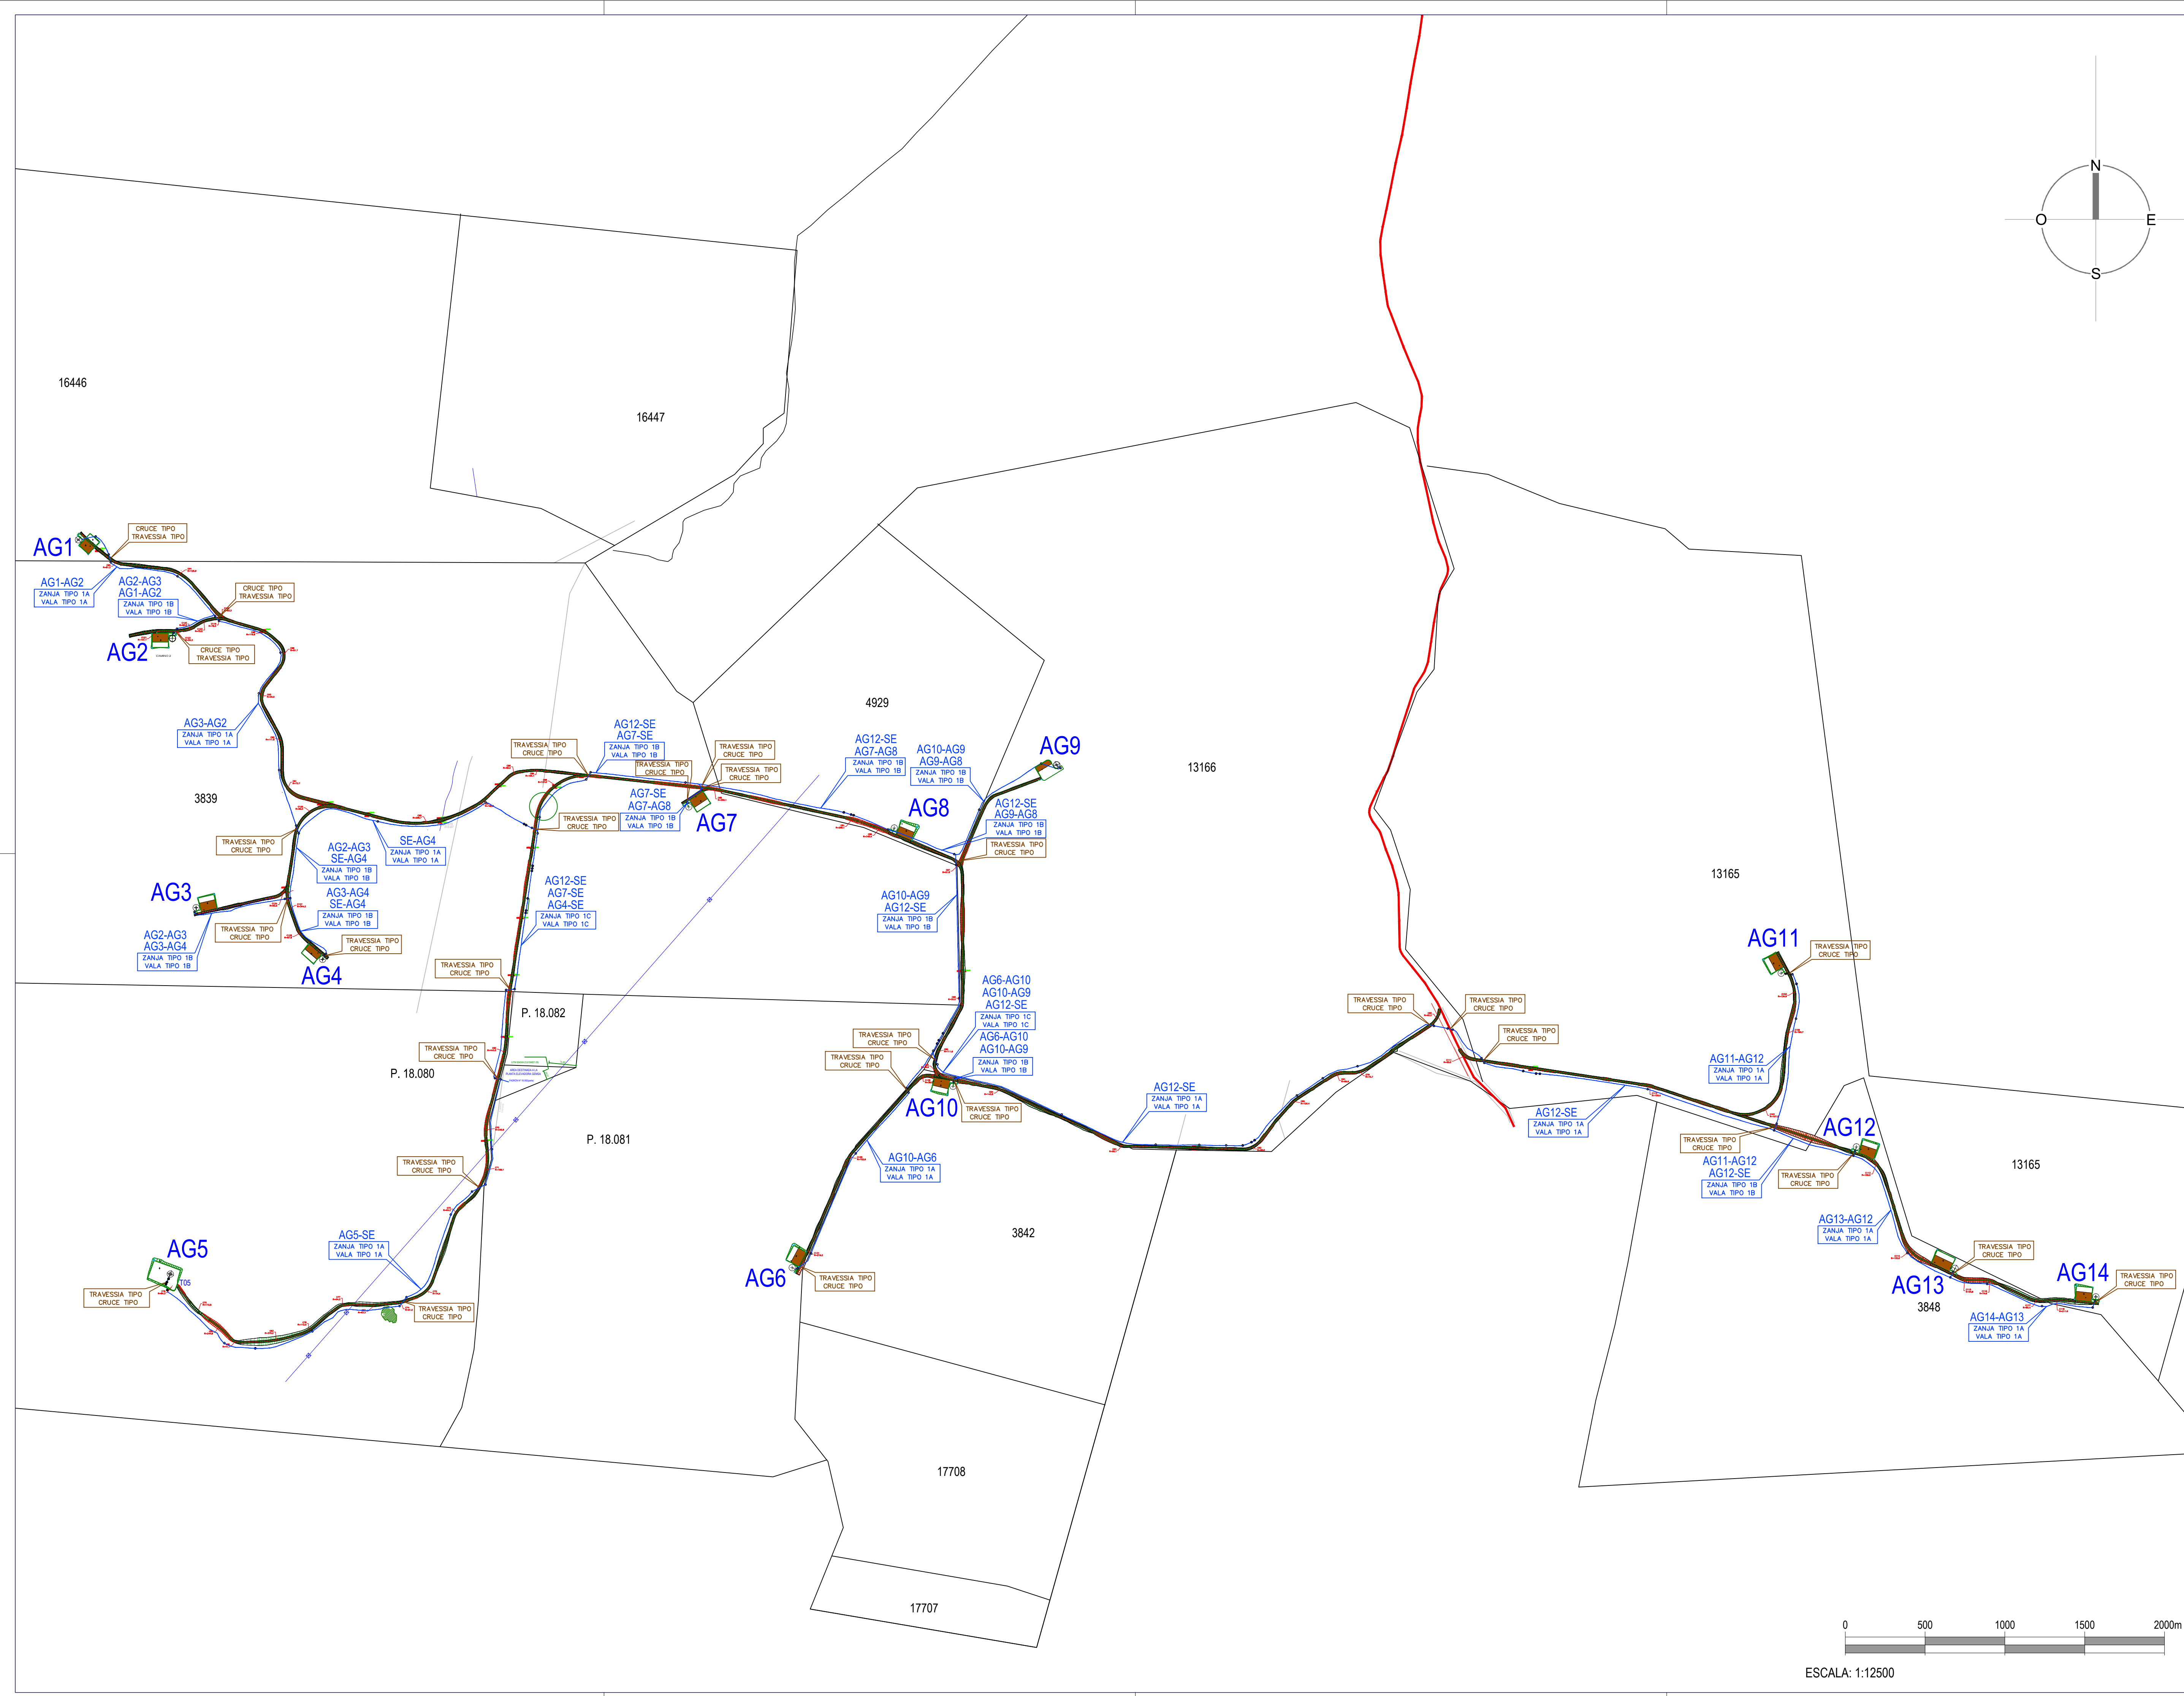 N
O
E
S
16446
16447
AG1
CRUCE TIPO
TRAVESSIA TIPO
AG1-AG2
ZANJA TIPO 1A
VALA TIPO 1A
AG2-AG3
AG1-AG2
ZANJA TIPO 1B
VALA TIPO 1B
CRUCE TIPO
TRAVESSIA TIPO
AG2
CRUCE TIPO
TRAVESSIA TIPO
AG3-AG2
ZANJA TIPO 1A
VALA TIPO 1A
3839
4929
13166
TRAVESSIA TIPO
CRUCE TIPO
AG12-SE
AG7-SE
ZANJA TIPO 1B
VALA TIPO 1B
TRAVESSIA TIPO
CRUCE TIPO
TRAVESSIA TIPO
CRUCE TIPO
TRAVESSIA TIPO
CRUCE TIPO
AG12-SE
AG7-AG8
ZANJA TIPO 1B
VALA TIPO 1B
AG10-AG9
AG9-AG8
ZANJA TIPO 1B
VALA TIPO 1B
AG9
AG7-SE
AG7-AG8
ZANJA TIPO 1B
VALA TIPO 1B
AG7
AG8
AG12-SE
AG9-AG8
ZANJA TIPO 1B
VALA TIPO 1B
TRAVESSIA TIPO
CRUCE TIPO
TRAVESSIA TIPO
CRUCE TIPO
TRAVESSIA TIPO
CRUCE TIPO
AG2-AG3
SE-AG4
ZANJA TIPO 1B
VALA TIPO 1B
SE-AG4
ZANJA TIPO 1A
VALA TIPO 1A
AG3
AG3-AG4
SE-AG4
ZANJA TIPO 1B
VALA TIPO 1B
TRAVESSIA TIPO
CRUCE TIPO
AG2-AG3
AG3-AG4
ZANJA TIPO 1B
VALA TIPO 1B
TRAVESSIA TIPO
CRUCE TIPO
AG4
AG12-SE
AG7-SE
AG4-SE
ZANJA TIPO 1C
VALA TIPO 1C
AG10-AG9
AG12-SE
ZANJA TIPO 1B
VALA TIPO 1B
13165
AG11
TRAVESSIA TIPO
CRUCE TIPO
TRAVESSIA TIPO
CRUCE TIPO
P. 18.082
AG6-AG10
AG10-AG9
AG12-SE
ZANJA TIPO 1C
VALA TIPO 1C
AG6-AG10
AG10-AG9
ZANJA TIPO 1B
VALA TIPO 1B
TRAVESSIA TIPO
CRUCE TIPO
TRAVESSIA TIPO
CRUCE TIPO
TRAVESSIA TIPO
CRUCE TIPO
TRAVESSIA TIPO
CRUCE TIPO
TRAVESSIA TIPO
CRUCE TIPO
TRAVESSIA TIPO
CRUCE TIPO
P. 18.080
AG10
TRAVESSIA TIPO
CRUCE TIPO
AG12-SE
ZANJA TIPO 1A
VALA TIPO 1A
AG11-AG12
ZANJA TIPO 1A
VALA TIPO 1A
AG12-SE
ZANJA TIPO 1A
VALA TIPO 1A
P. 18.081
AG10-AG6
ZANJA TIPO 1A
VALA TIPO 1A
TRAVESSIA TIPO
CRUCE TIPO
AG12
AG11-AG12
AG12-SE
ZANJA TIPO 1B
VALA TIPO 1B
TRAVESSIA TIPO
CRUCE TIPO
13165
TRAVESSIA TIPO
CRUCE TIPO
3842
AG13-AG12
ZANJA TIPO 1A
VALA TIPO 1A
AG5-SE
ZANJA TIPO 1A
VALA TIPO 1A
AG5
T05
TRAVESSIA TIPO
CRUCE TIPO
TRAVESSIA TIPO
CRUCE TIPO
AG6
TRAVESSIA TIPO
CRUCE TIPO
TRAVESSIA TIPO
CRUCE TIPO
AG13
3848
AG14
TRAVESSIA TIPO
CRUCE TIPO
AG14-AG13
ZANJA TIPO 1A
VALA TIPO 1A
17708
17707
0 500 1000 1500 2000m
ESCALA: 1:12500